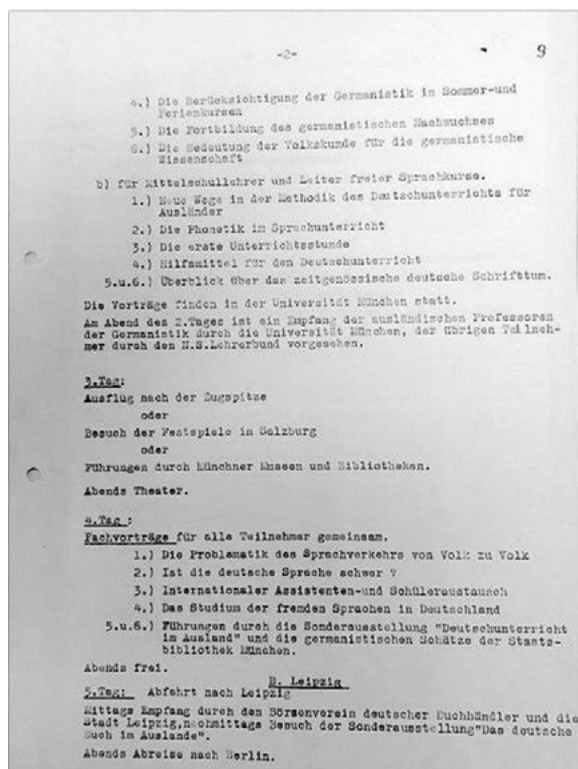 -2-
9
4.) Die Berücksichtigung der Germanistik in Sommer-und
Ferienkursen
5.) Die Fortbildung des germanistischen Nachwuchses
6.) Die Bedeutung der Volkskunde für die germanistische
Wissenschaft
b) für Mittelschullehrer und Leiter freier Sprachkurse.
1.) Neue Wege in der Methodik des Deutschunterrichts für
Ausländer
2.) Die Phonetik im Sprachunterricht
3.) Die erste Unterrichtsstunde
4.) Hilfsmittel für den Deutschunterricht
5.u.6.) Überblick über das zeitgenössische deutsche Schrifttum.
Die Vorträge finden in der Universität München statt.
Am Abend des 2.Tages ist ein Empfang der ausländischen Professoren
der Germanistik durch die Universität München, der übrigen Teilneh-
mer durch den N.S.Lehrerbund vorgesehen.
3.Tag:
Ausflug nach der Zugspitze
oder
Besuch der Festspiele in Salzburg
oder
Führungen durch Münchner Museen und Bibliotheken.
Abends Theater.
4.Tag :
Fachvorträge für alle Teilnehmer gemeinsam.
1.) Die Problematik des Sprachverkehrs von Volk zu Volk
2.) Ist die deutsche Sprache schwer ?
3.) Internationaler Assistenten-und Schüleraustausch
4.) Das Studium der fremden Sprachen in Deutschland
5.u.6.) Führungen durch die Sonderausstellung "Deutschunterricht
im Ausland" und die germanistischen Schätze der Staats-
bibliothek München.
Abends frei.
B. Leipzig
5.Tag: Abfahrt nach Leipzig
Mittags Empfang durch den Börsenverein deutscher Buchhändler und die
Stadt Leipzig,nachmittags Besuch der Sonderausstellung"Das deutsche
Buch im Auslande".
Abends Abreise nach Berlin.